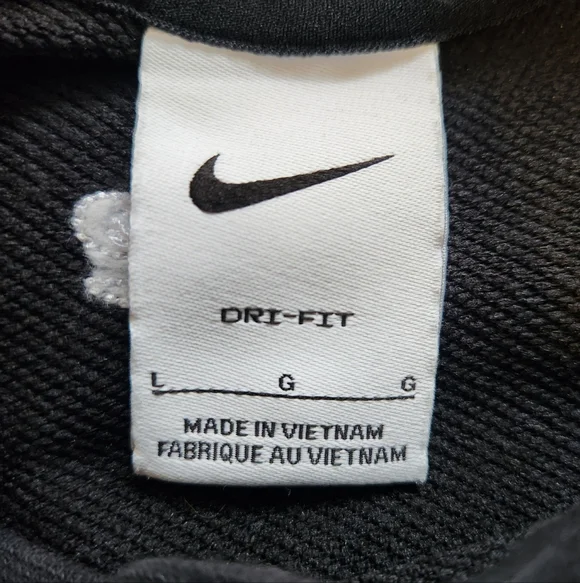 DRI-FIT
L G G
MADE IN VIETNAM
FABRIQUE AU VIETNAM